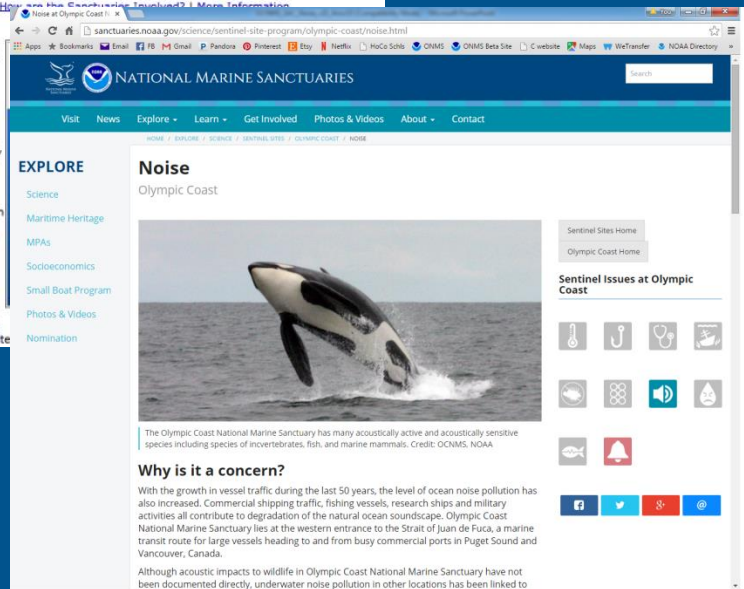 How are the Sanctuaries Involved? | More Information
Noise at Olympic Coast N
You
sanctuaries.noaa.gov/science/sentinel-site-program/olympic-coast/noise.html
Apps Bookmarks Email FB Gmail Pandora Pinterest Etsy Netflix HoCo Schls ONMS ONMS Beta Site C website Maps WeTransfer NOAA Directory »
NATIONAL MARINE SANCTUARIES
Search
Visit News Explore Learn Get Involved Photos & Videos About Contact
HOME / EXPLORE / SCIENCE / SENTINEL SITES / OLYMPIC COAST / NOISE
EXPLORE
Science
Maritime Heritage
MPAs
Socioeconomics
Small Boat Program
Photos & Videos
Nomination
Noise
Olympic Coast
The Olympic Coast National Marine Sanctuary has many acoustically active and acoustically sensitive
species including species of incvertebrates, fish, and marine mammals. Credit: OCNMS, NOAA
Why is it a concern?
With the growth in vessel traffic during the last 50 years, the level of ocean noise pollution has
also increased. Commercial shipping traffic, fishing vessels, research ships and military
activities all contribute to degradation of the natural ocean soundscape. Olympic Coast
National Marine Sanctuary lies at the western entrance to the Strait of Juan de Fuca, a marine
transit route for large vessels heading to and from busy commercial ports in Puget Sound and
Vancouver, Canada.
Although acoustic impacts to wildlife in Olympic Coast National Marine Sanctuary have not
been documented directly, underwater noise pollution in other locations has been linked to
Sentinel Sites Home
Olympic Coast Home
Sentinel Issues at Olympic
Coast